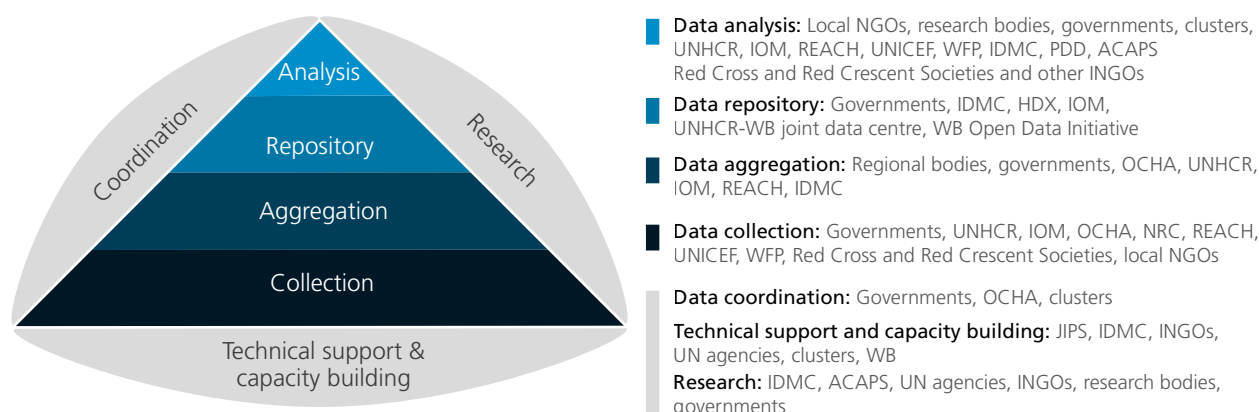 Analysis
Repository
Aggregation
Collection
Coordination
Research
Technical support &
capacity building
Data analysis: Local NGOs, research bodies, governments, clusters,
UNHCR, IOM, REACH, UNICEF, WFP, IDMC, PDD, ACAPS
Red Cross and Red Crescent Societies and other INGOs
Data repository: Governments, IDMC, HDX, IOM,
UNHCR-WB joint data centre, WB Open Data Initiative
Data aggregation: Regional bodies, governments, OCHA, UNHCR,
IOM, REACH, IDMC
Data collection: Governments, UNHCR, IOM, OCHA, NRC, REACH,
UNICEF, WFP, Red Cross and Red Crescent Societies, local NGOs
Data coordination: Governments, OCHA, clusters
Technical support and capacity building: JIPS, IDMC, INGOs,
UN agencies, clusters, WB
Research: IDMC, ACAPS, UN agencies, INGOs, research bodies,
governments